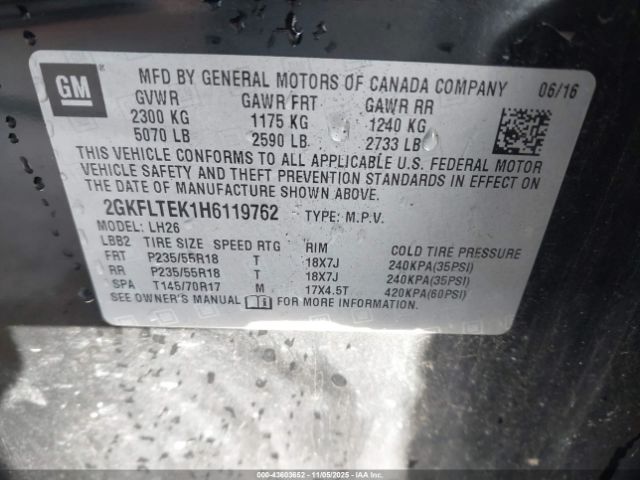 GM
MFD BY GENERAL MOTORS OF CANADA COMPANY 06/16
GVWR GAWR FRT GAWR RR
2300 KG 1175 KG 1240 KG
5070 LB 2590 LB 2733 LB
THIS VEHICLE CONFORMS TO ALL APPLICABLE U.S. FEDERAL MOTOR
VEHICLE SAFETY AND THEFT PREVENTION STANDARDS IN EFFECT ON
THE DATE OF MANUFACTURE SHOWN ABOVE.
2GKFLTEK1H6119762 TYPE: M.P.V.
MODEL: LH26
LBB2 TIRE SIZE SPEED RTG RIM COLD TIRE PRESSURE
FRT P235/55R18 T 18X7J 240KPA(35PSI)
RR P235/55R18 T 18X7J 240KPA(35PSI)
SPA T145/70R17 M 17X4.5T 420KPA(60PSI)
SEE OWNER'S MANUAL FOR MORE INFORMATION.
000-43603652 - 11/05/2025 - IAAHQ